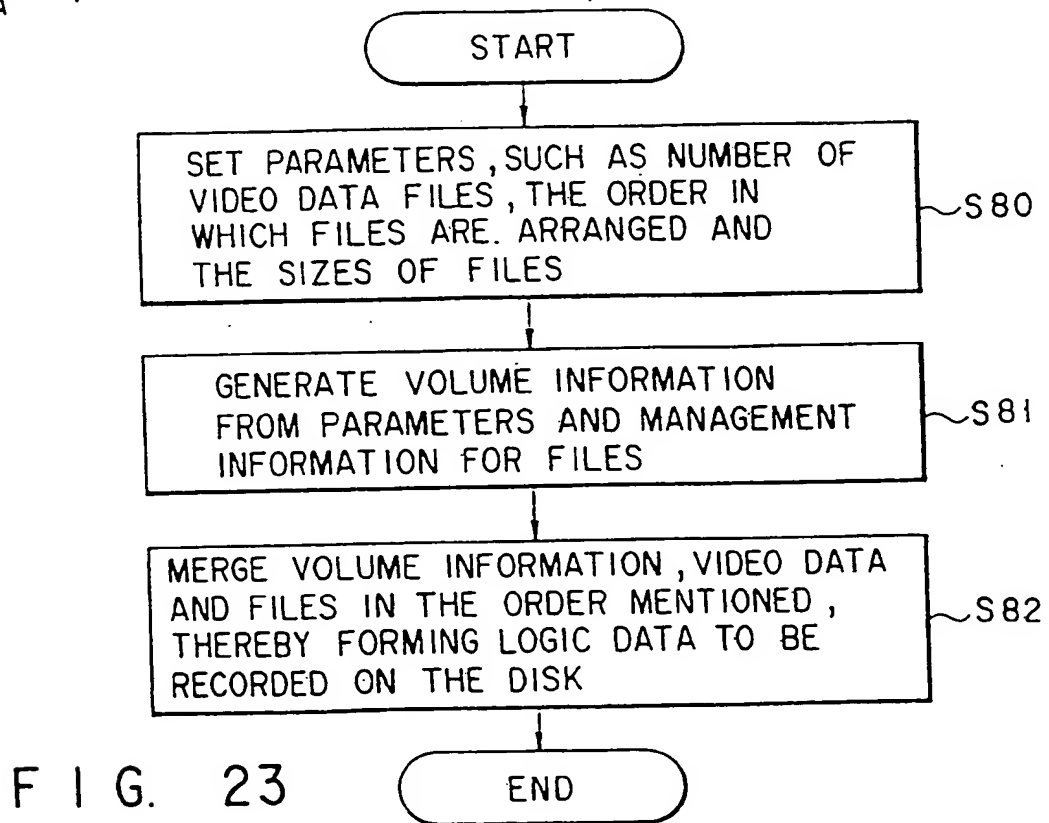 START
SET PARAMETERS, SUCH AS NUMBER OF
VIDEO DATA FILES, THE ORDER IN
WHICH FILES ARE. ARRANGED AND
THE SIZES OF FILES
S80
GENERATE VOLUME INFORMATION
FROM PARAMETERS AND MANAGEMENT
INFORMATION FOR FILES
S81
MERGE VOLUME INFORMATION, VIDEO DATA
AND FILES IN THE ORDER MENTIONED,
THEREBY FORMING LOGIC DATA TO BE
RECORDED ON THE DISK
S82
END
FIG. 23